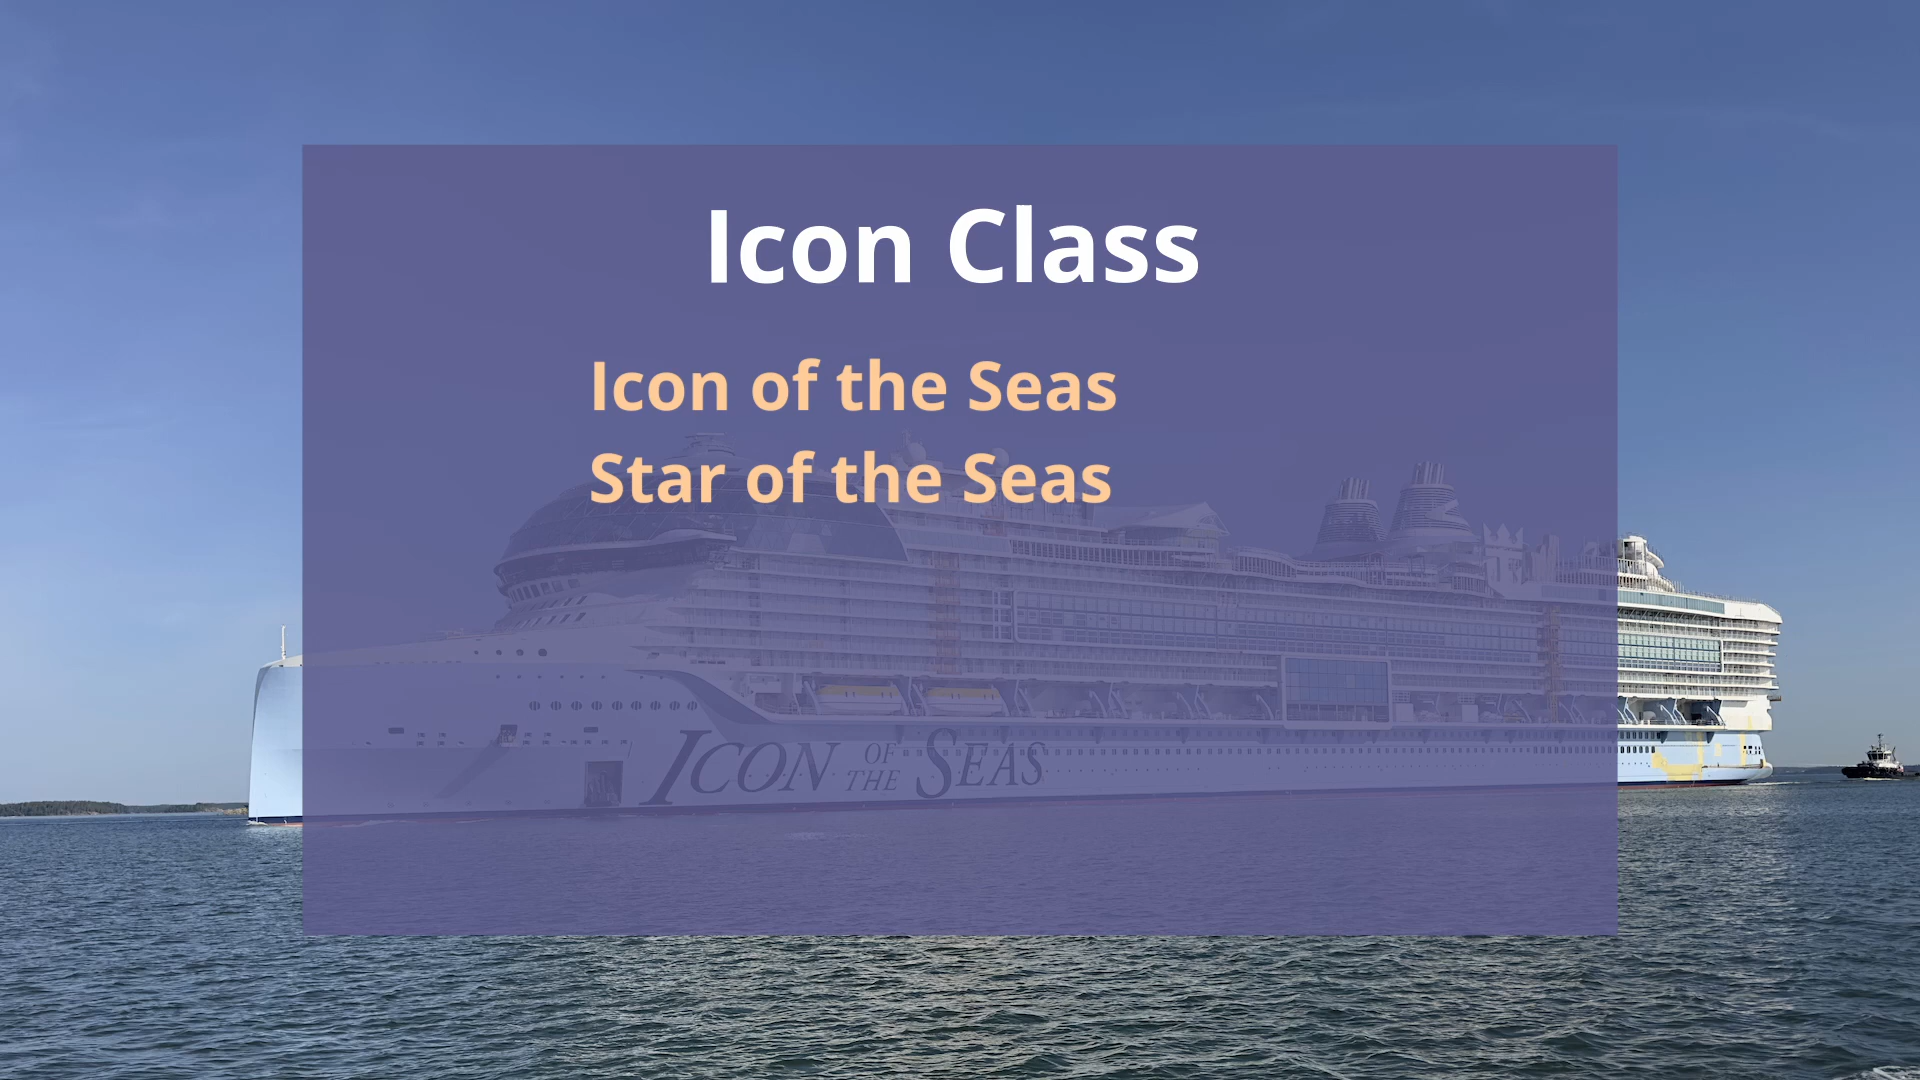 Icon Class
Icon of the Seas
Star of the Seas
ICON OF THE SEAS